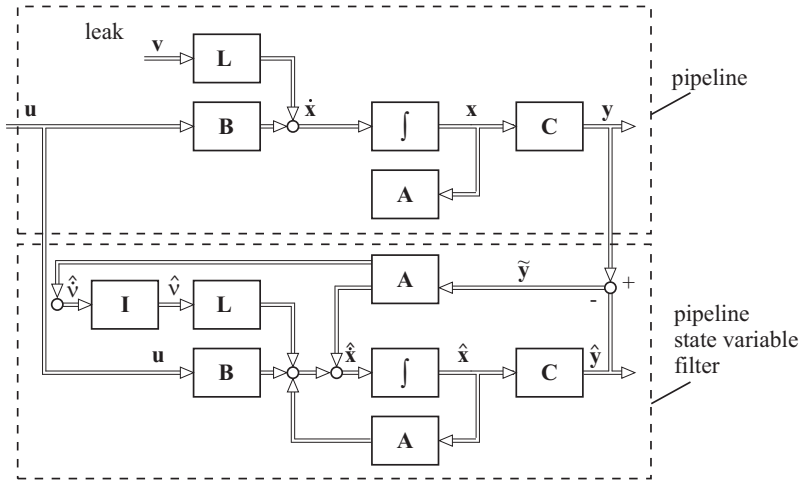 leak
v
L
pipeline
u
B
ẋ
∫
x
C
y
A
A
ỹ
+
-
ν̂̇
I
ν̂
L
pipeline
state variable
filter
u
B
x̂̇
∫
x̂
C
ŷ
A